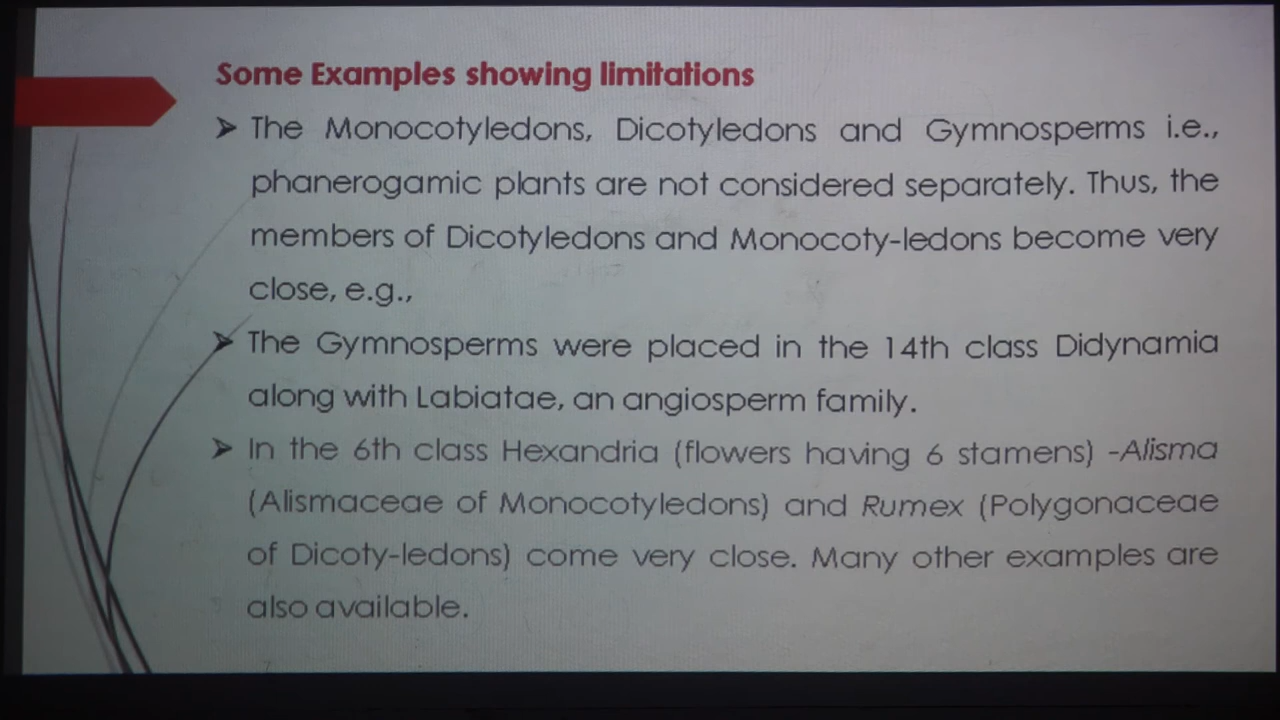 Some Examples showing limitations
➤ The Monocotyledons, Dicotyledons and Gymnosperms i.e.,
phanerogamic plants are not considered separately. Thus, the
members of Dicotyledons and Monocoty-ledons become very
close, e.g.,
➤ The Gymnosperms were placed in the 14th class Didynamia
along with Labiatae, an angiosperm family.
➤ In the 6th class Hexandria (flowers having 6 stamens) -Alisma
(Alismaceae of Monocotyledons) and Rumex (Polygonaceae
of Dicoty-ledons) come very close. Many other examples are
also available.